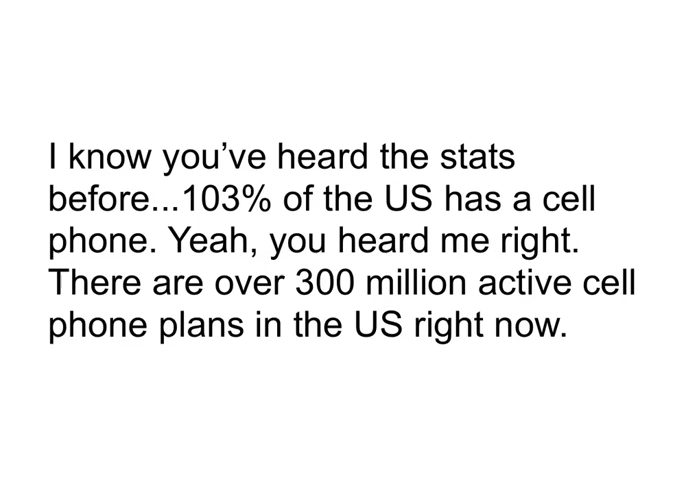 I know you’ve heard the stats
before...103% of the US has a cell
phone. Yeah, you heard me right.
There are over 300 million active cell
phone plans in the US right now.